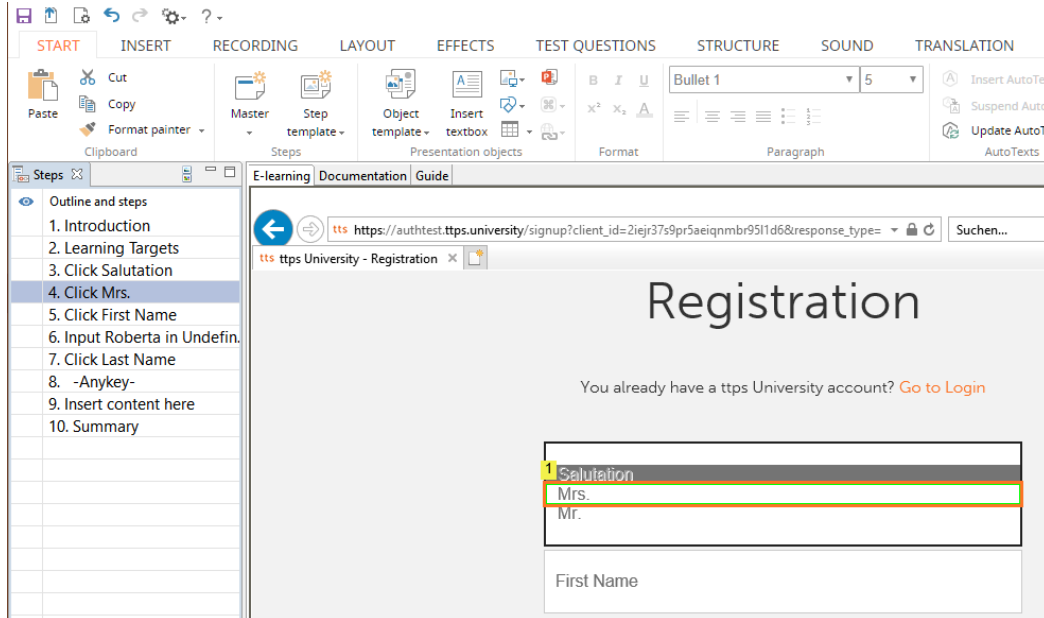 START INSERT RECORDING LAYOUT EFFECTS TEST QUESTIONS STRUCTURE SOUND TRANSLATION
Paste
Cut
Copy
Format painter
Clipboard
Master
Step
template
Steps
Object
template
Insert
textbox
Presentation objects
B I U
x² x₂ A
Format
Bullet 1 5
Paragraph
Insert AutoTe
Suspend Auto
Update AutoT
AutoTexts
Steps
Outline and steps
1. Introduction
2. Learning Targets
3. Click Salutation
4. Click Mrs.
5. Click First Name
6. Input Roberta in Undefin.
7. Click Last Name
8. -Anykey-
9. Insert content here
10. Summary
E-learning Documentation Guide
tts https://authtest.ttps.university/signup?client_id=2iejr37s9pr5aeiqnmbr95l1d6&response_type= Suchen...
tts ttps University - Registration
Registration
You already have a ttps University account? Go to Login
1 Salutation
Mrs.
Mr.
First Name